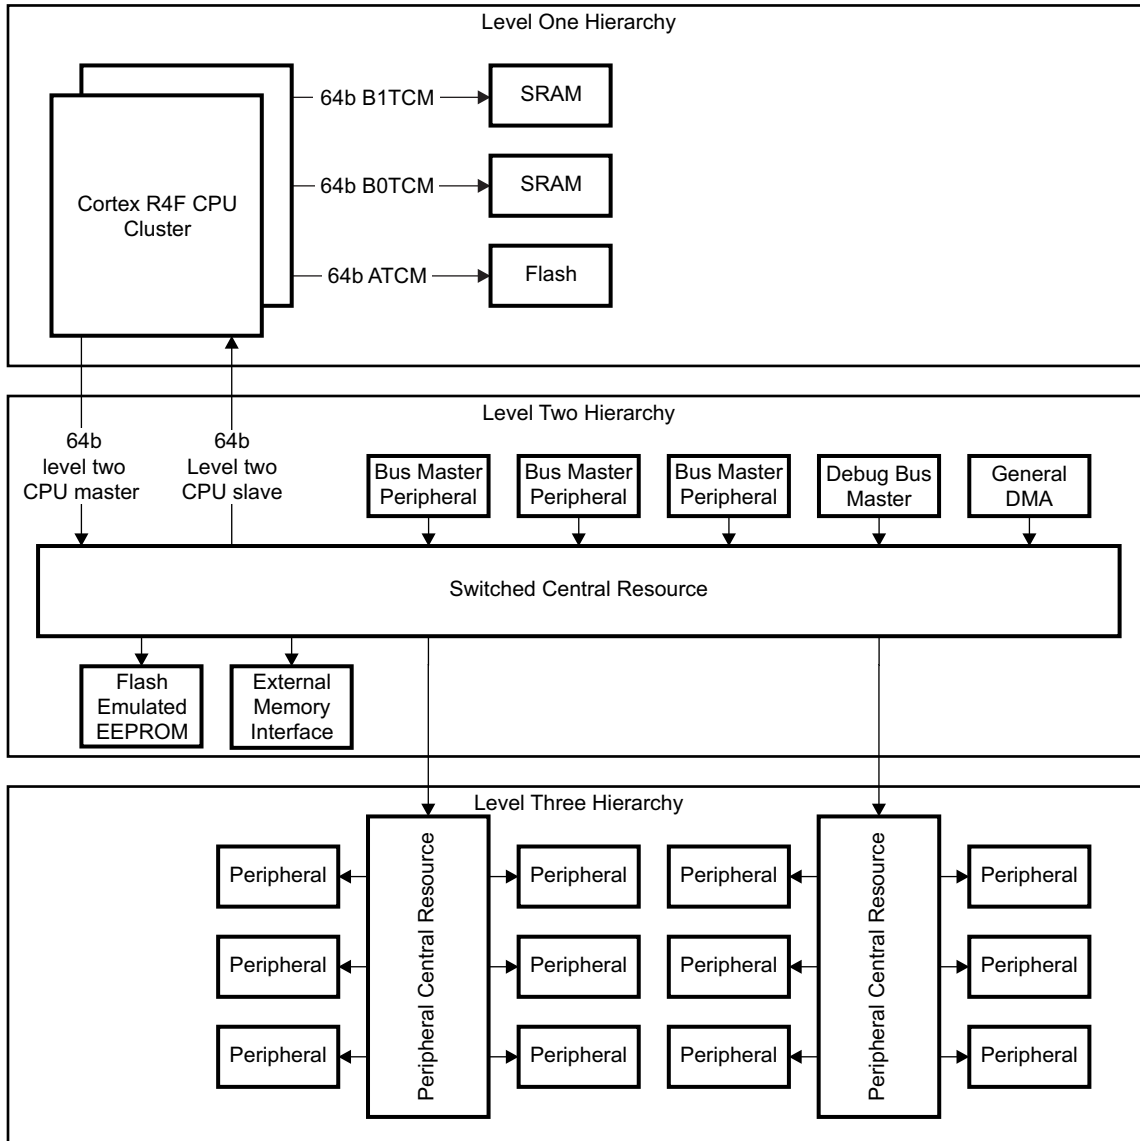 Level One Hierarchy
64b B1TCM
SRAM
64b B0TCM
SRAM
Cortex R4F CPU
Cluster
64b ATCM
Flash
Level Two Hierarchy
64b
level two
CPU master
64b
Level two
CPU slave
Bus Master
Peripheral
Bus Master
Peripheral
Bus Master
Peripheral
Debug Bus
Master
General
DMA
Switched Central Resource
Flash
Emulated
EEPROM
External
Memory
Interface
Level Three Hierarchy
Peripheral
Peripheral
Peripheral
Peripheral Central Resource
Peripheral
Peripheral
Peripheral
Peripheral
Peripheral
Peripheral
Peripheral Central Resource
Peripheral
Peripheral
Peripheral